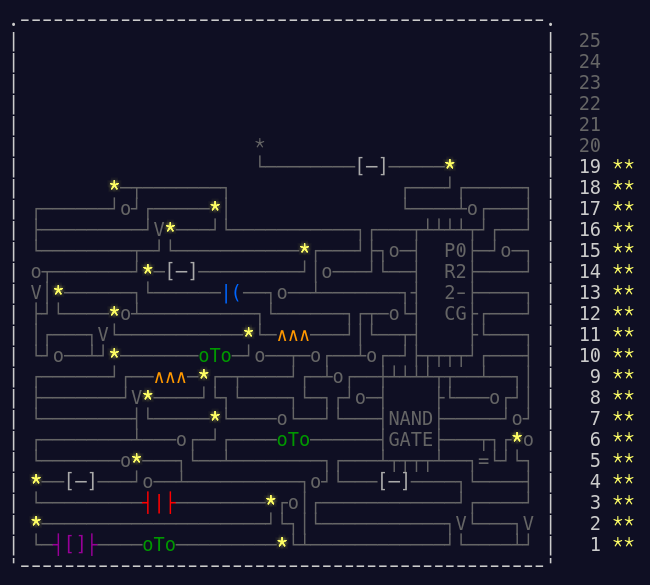 25
24
23
22
21
20
19 **
18 **
17 **
16 **
P0 15 **
R2 14 **
2- 13 **
CG 12 **
11 **
oTo 10 **
9 **
8 **
NAND 7 **
oTo GATE 6 **
5 **
4 **
3 **
2 **
oTo 1 **